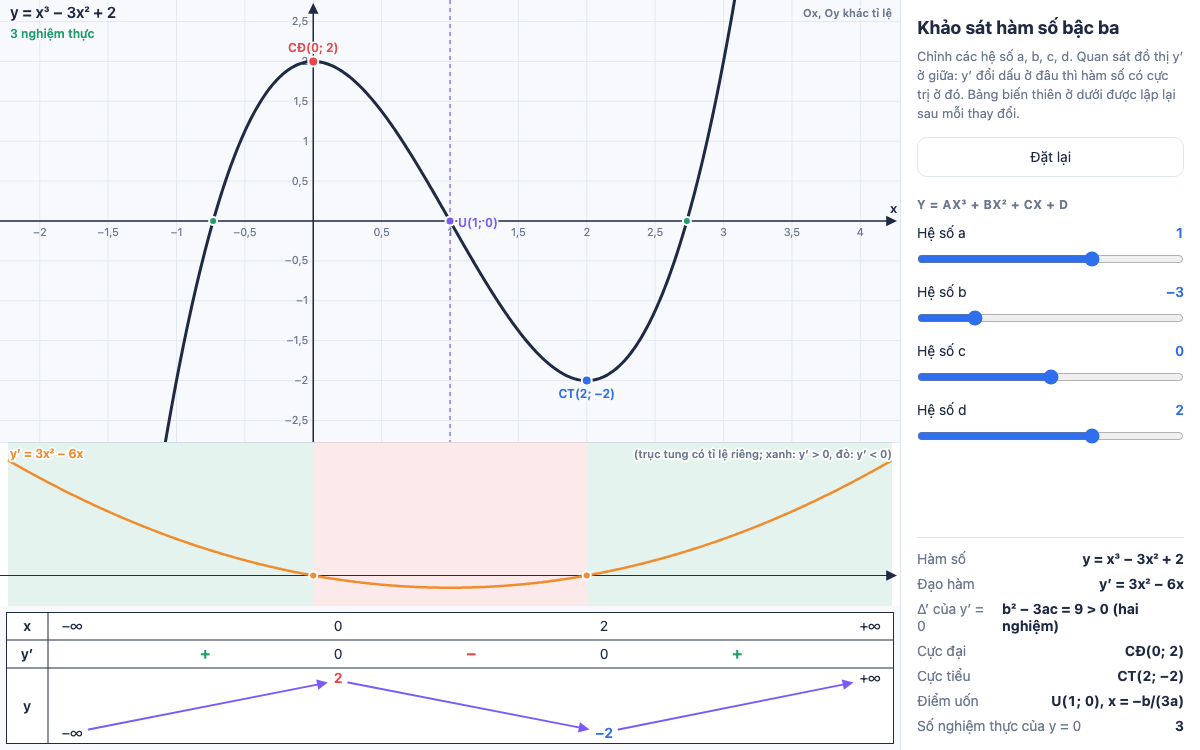 y = x³ − 3x² + 2
3 nghiệm thực
Ox, Oy khác tỉ lệ
2,5
CĐ(0; 2)
2
1,5
1
0,5
x
U(1; 0)
−2
−1,5
−1
−0,5
0,5
1
1,5
2
2,5
3
3,5
4
−0,5
−1
−1,5
−2
CT(2; −2)
−2,5
y′ = 3x² − 6x
(trục tung có tỉ lệ riêng; xanh: y′ > 0, đỏ: y′ < 0)
x −∞ 0 2 +∞
y′ + 0 − 0 +
y −∞ 2 −2 +∞
Khảo sát hàm số bậc ba
Chỉnh các hệ số a, b, c, d. Quan sát đồ thị y′
ở giữa: y′ đổi dấu ở đâu thì hàm số có cực
trị ở đó. Bảng biến thiên ở dưới được lập lại
sau mỗi thay đổi.
Đặt lại
Y = AX³ + BX² + CX + D
Hệ số a 1
Hệ số b −3
Hệ số c 0
Hệ số d 2
Hàm số y = x³ − 3x² + 2
Đạo hàm y′ = 3x² − 6x
Δ′ của y′ = b² − 3ac = 9 > 0 (hai
0 nghiệm)
Cực đại CĐ(0; 2)
Cực tiểu CT(2; −2)
Điểm uốn U(1; 0), x = −b/(3a)
Số nghiệm thực của y = 0 3